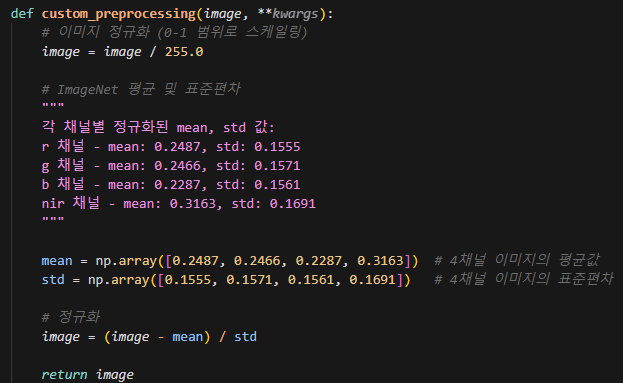 def custom_preprocessing(image, **kwargs):
# 이미지 정규화 (0-1 범위로 스케일링)
image = image / 255.0
# ImageNet 평균 및 표준편차
"""
각 채널별 정규화된 mean, std 값:
r 채널 - mean: 0.2487, std: 0.1555
g 채널 - mean: 0.2466, std: 0.1571
b 채널 - mean: 0.2287, std: 0.1561
nir 채널 - mean: 0.3163, std: 0.1691
"""
mean = np.array([0.2487, 0.2466, 0.2287, 0.3163]) # 4채널 이미지의 평균값
std = np.array([0.1555, 0.1571, 0.1561, 0.1691]) # 4채널 이미지의 표준편차
# 정규화
image = (image - mean) / std
return image